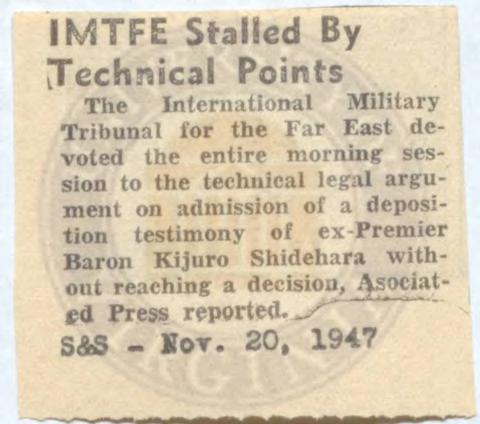 IMTFE Stalled By
Technical Points
The International Military
Tribunal for the Far East de-
voted the entire morning ses-
sion to the technical legal argu-
ment on admission of a deposi-
tion testimony of ex-Premier
Baron Kijuro Shidehara with-
out reaching a decision, Asociat-
ed Press reported.
S&S - Nov. 20, 1947
VIRGINIA